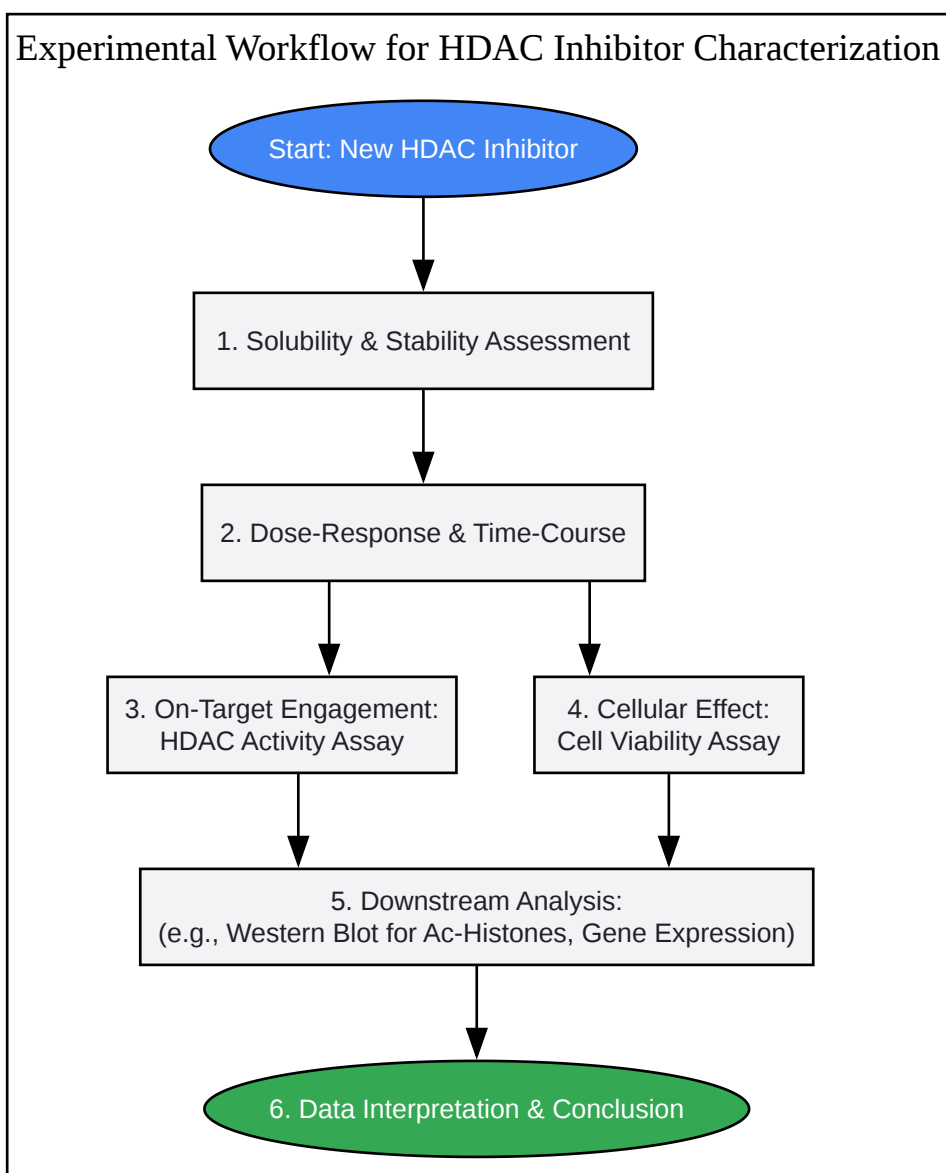 Experimental Workflow for HDAC Inhibitor Characterization
Start: New HDAC Inhibitor
1. Solubility & Stability Assessment
2. Dose-Response & Time-Course
3. On-Target Engagement:
HDAC Activity Assay
4. Cellular Effect:
Cell Viability Assay
5. Downstream Analysis:
(e.g., Western Blot for Ac-Histones, Gene Expression)
6. Data Interpretation & Conclusion